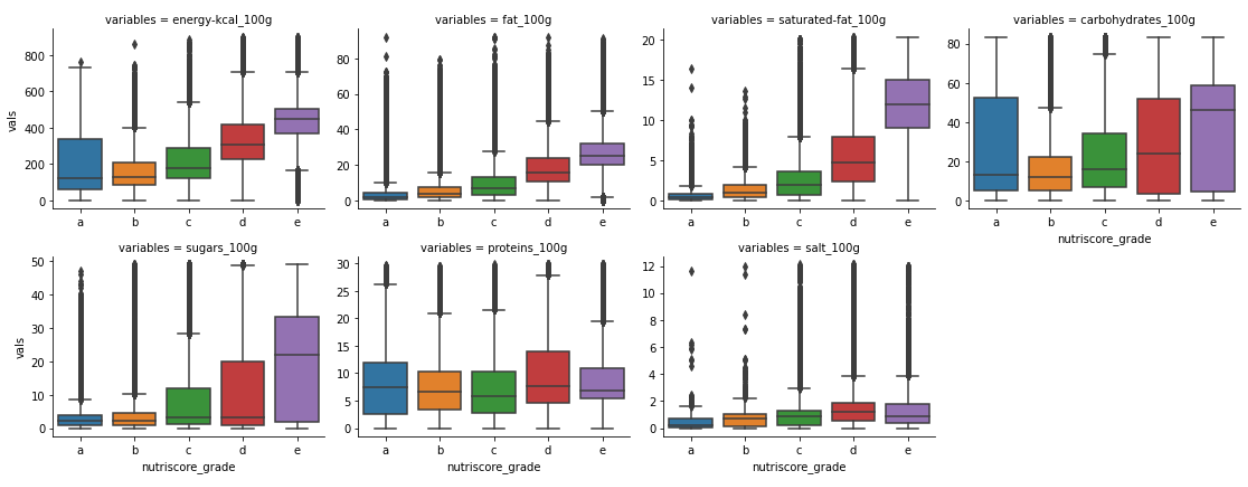 variables = energy-kcal_100g
variables = fat_100g
variables = saturated-fat_100g
variables = carbohydrates_100g
vals
800
600
400
200
0
a b c d e
80
60
40
20
0
a b c d e
20
15
10
5
0
a b c d e
80
60
40
20
0
a b c d e
nutriscore_grade
variables = sugars_100g
variables = proteins_100g
variables = salt_100g
vals
50
40
30
20
10
0
a b c d e
nutriscore_grade
30
25
20
15
10
5
0
a b c d e
nutriscore_grade
12
10
8
6
4
2
0
a b c d e
nutriscore_grade